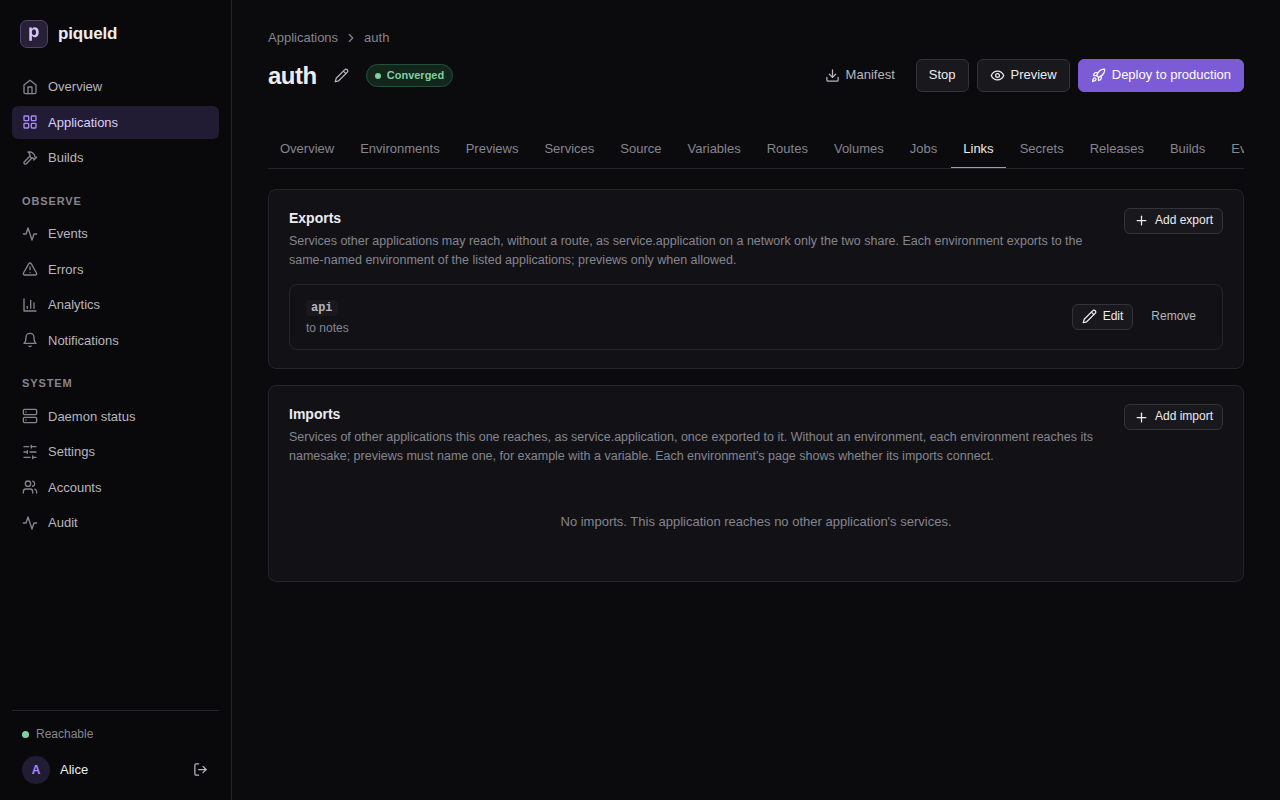 p piqueld
Overview
Applications
Builds
OBSERVE
Events
Errors
Analytics
Notifications
SYSTEM
Daemon status
Settings
Accounts
Audit
Reachable
A Alice
Applications auth
auth Converged Manifest Stop Preview Deploy to production
Overview Environments Previews Services Source Variables Routes Volumes Jobs Links Secrets Releases Builds Ev
Exports Add export
Services other applications may reach, without a route, as service.application on a network only the two share. Each environment exports to the
same-named environment of the listed applications; previews only when allowed.
api
to notes
Edit Remove
Imports Add import
Services of other applications this one reaches, as service.application, once exported to it. Without an environment, each environment reaches its
namesake; previews must name one, for example with a variable. Each environment's page shows whether its imports connect.
No imports. This application reaches no other application's services.